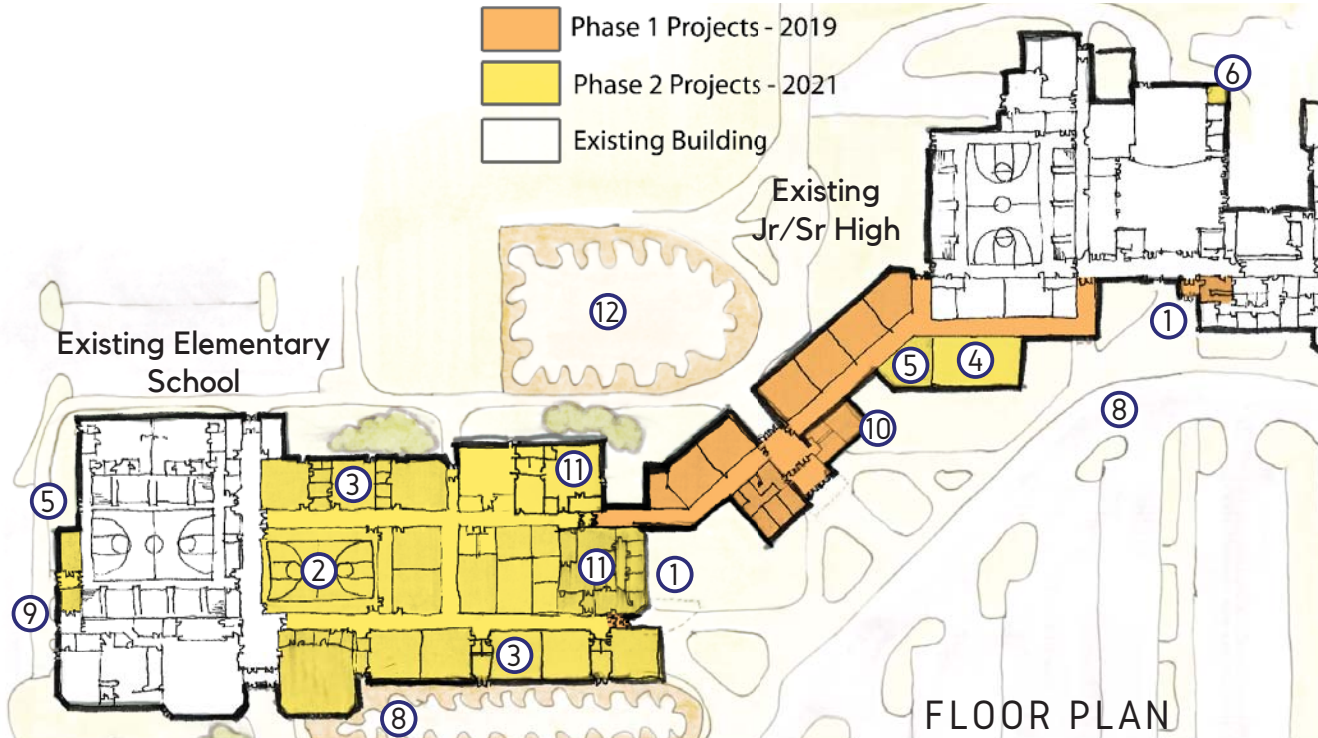 Phase 1 Projects - 2019
Phase 2 Projects - 2021
Existing Building
6
Existing
Jr/Sr High
12
1
Existing Elementary
School
5
4
8
10
3
11
5
2
11
1
9
3
8
FLOOR PLAN